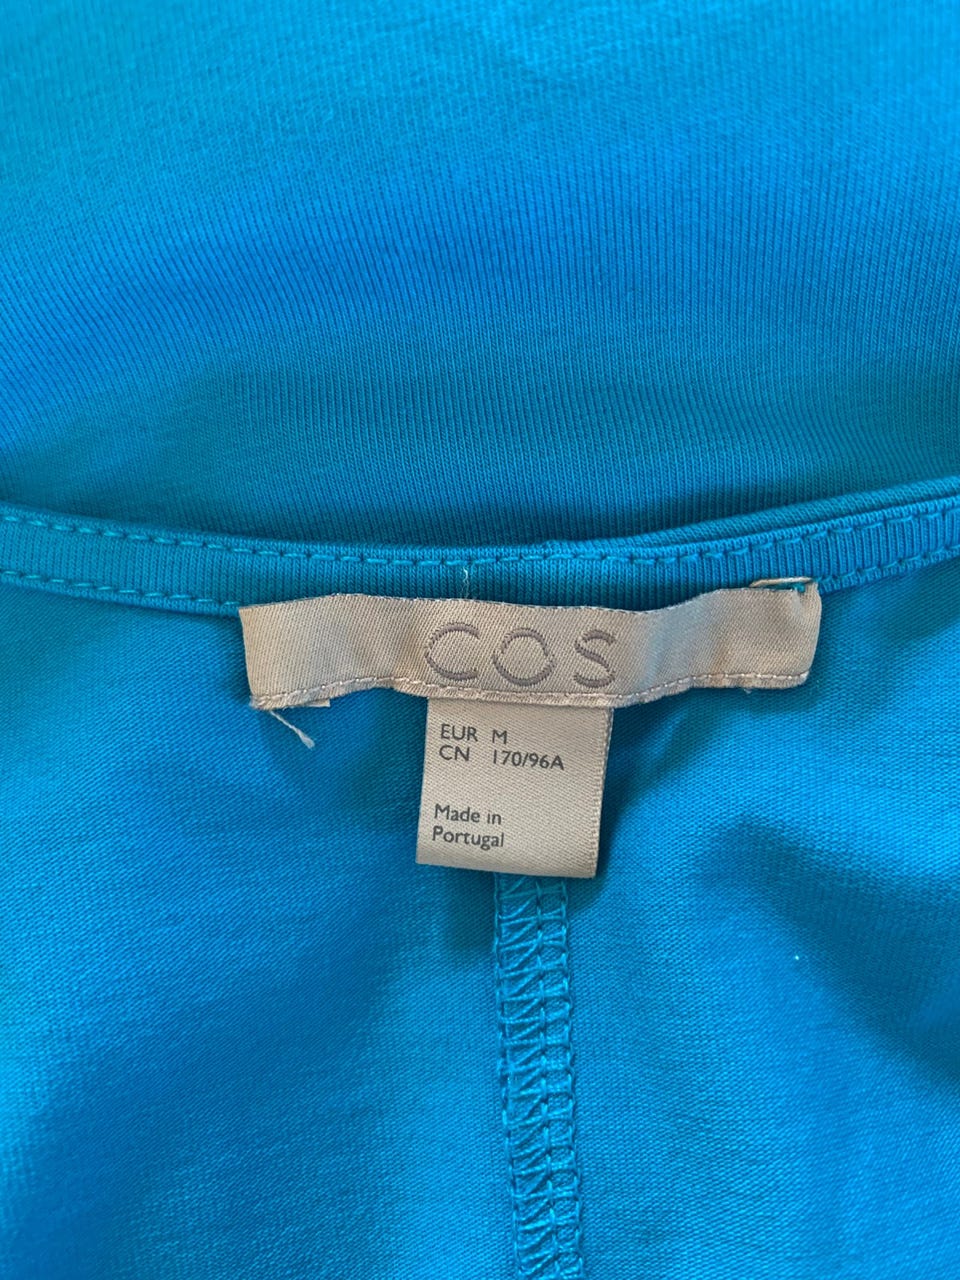 COS
EUR M
CN 170/96A
Made in
Portugal